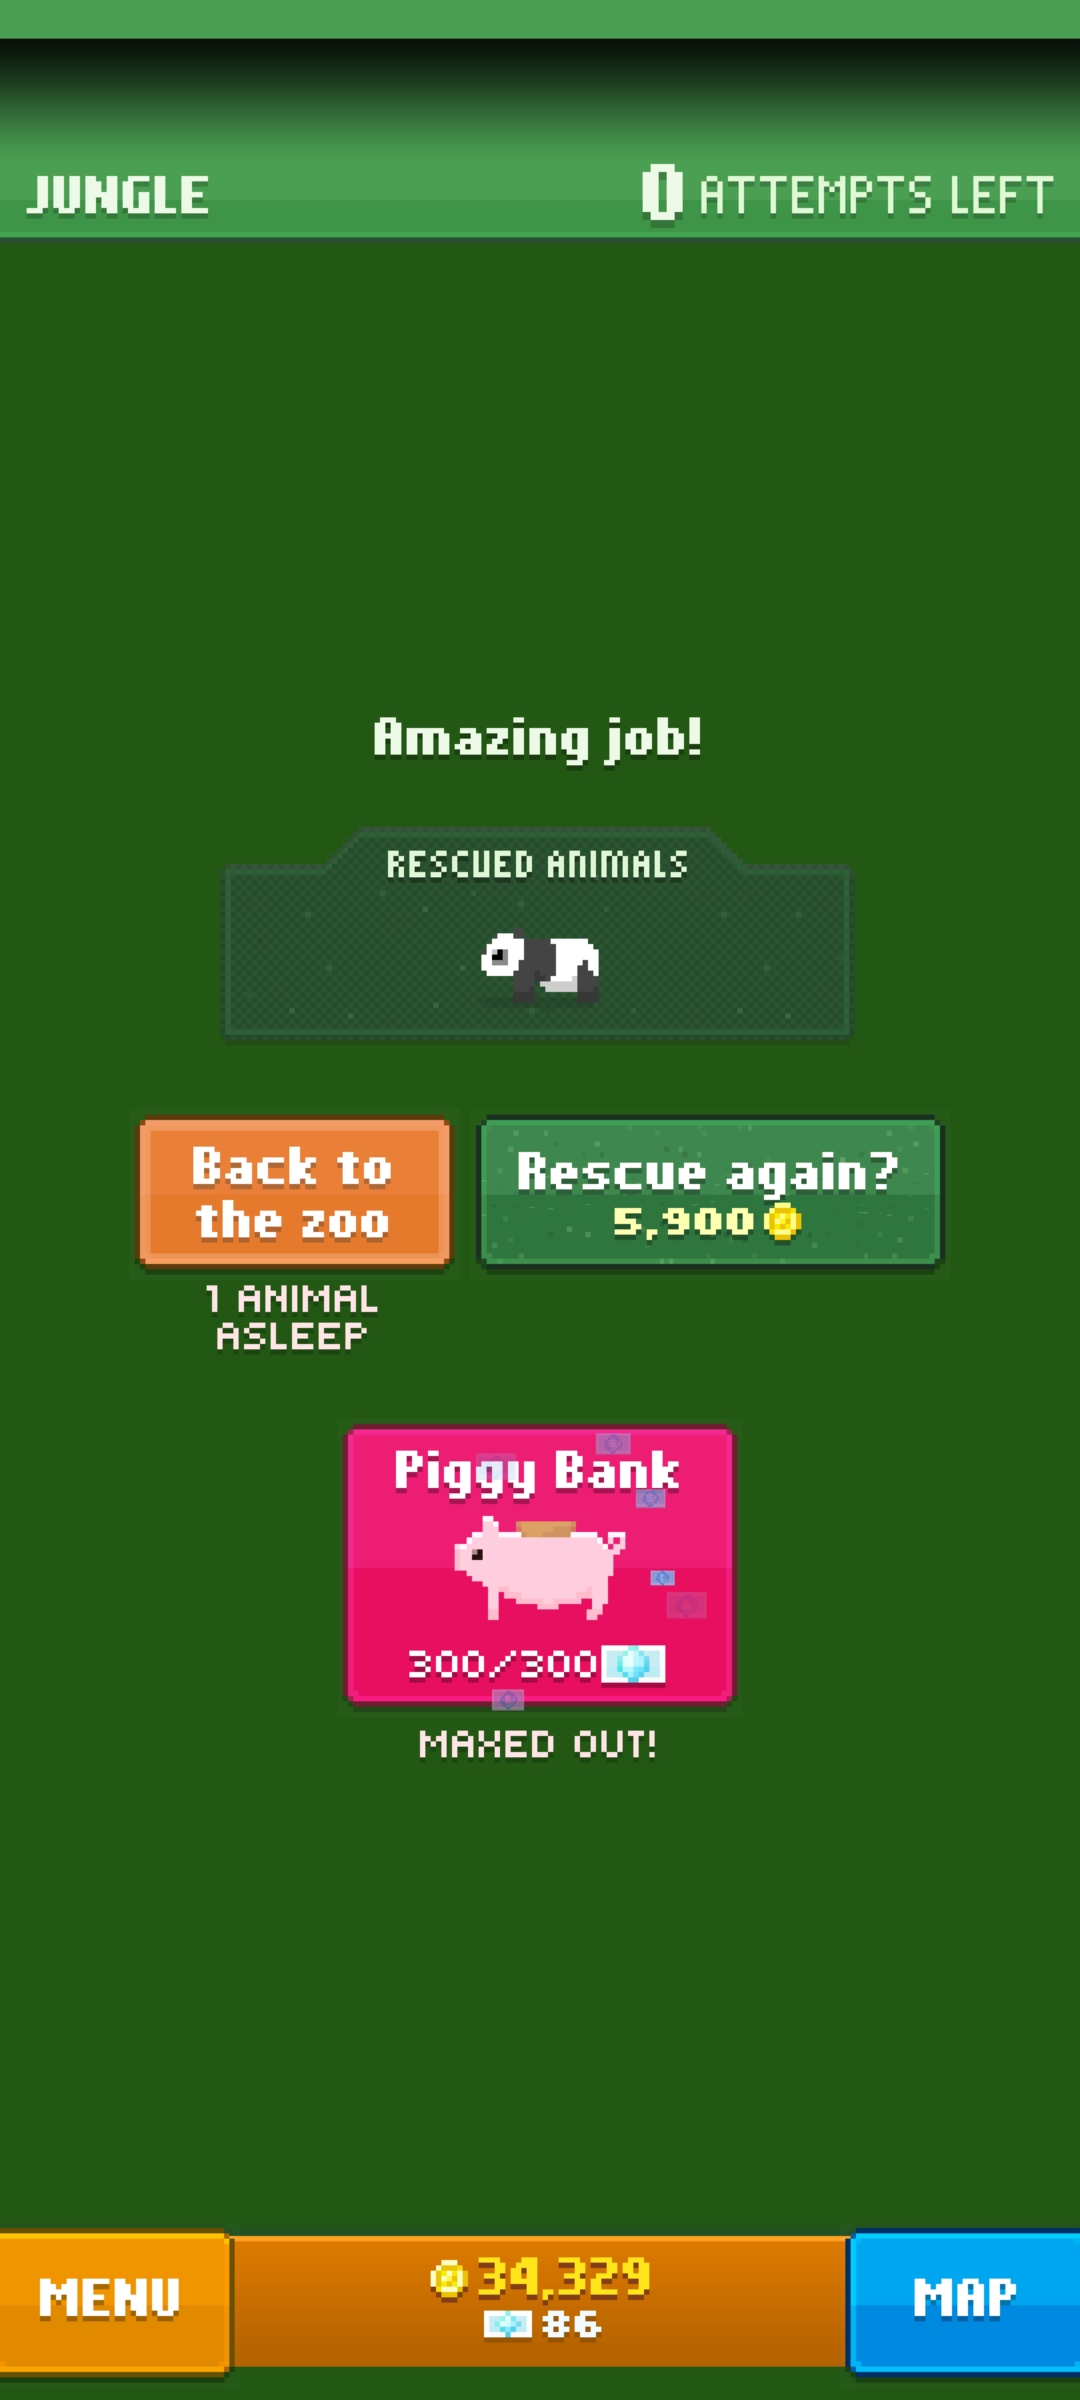 JUNGLE
0 ATTEMPTS LEFT
Amazing job!
RESCUED ANIMALS
Back to
the zoo
Rescue again?
5,900
1 ANIMAL
ASLEEP
Piggy Bank
300/300
MAXED OUT!
MENU
34,329
86
MAP